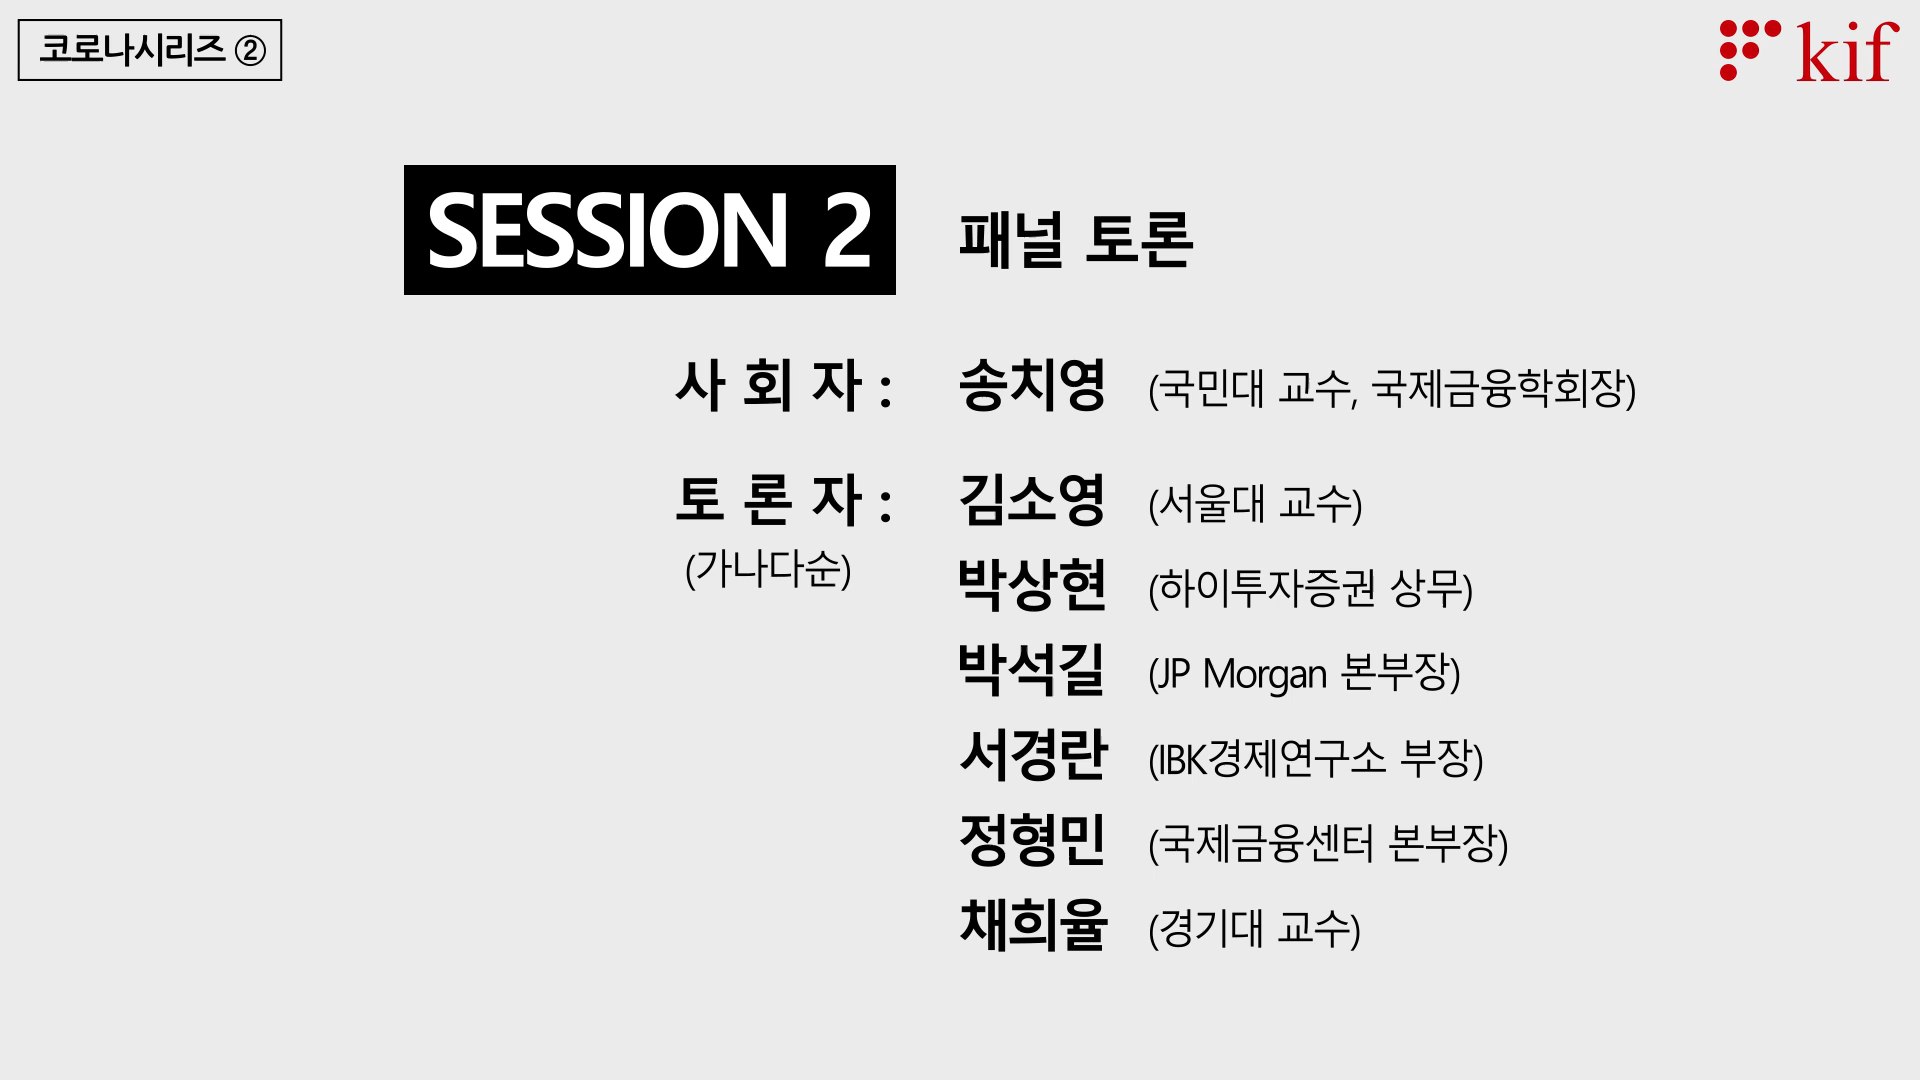 코로나시리즈 ②
kif
SESSION 2 패널 토론
사 회 자 : 송치영 (국민대 교수, 국제금융학회장)
토 론 자 : 김소영 (서울대 교수)
(가나다순)
박상현 (하이투자증권 상무)
박석길 (JP Morgan 본부장)
서경란 (IBK경제연구소 부장)
정형민 (국제금융센터 본부장)
채희율 (경기대 교수)